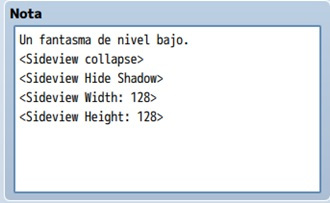 Nota
Un fantasma de nivel bajo.
<Sideview collapse>
<Sideview Hide Shadow>
<Sideview Width: 128>
<Sideview Height: 128>